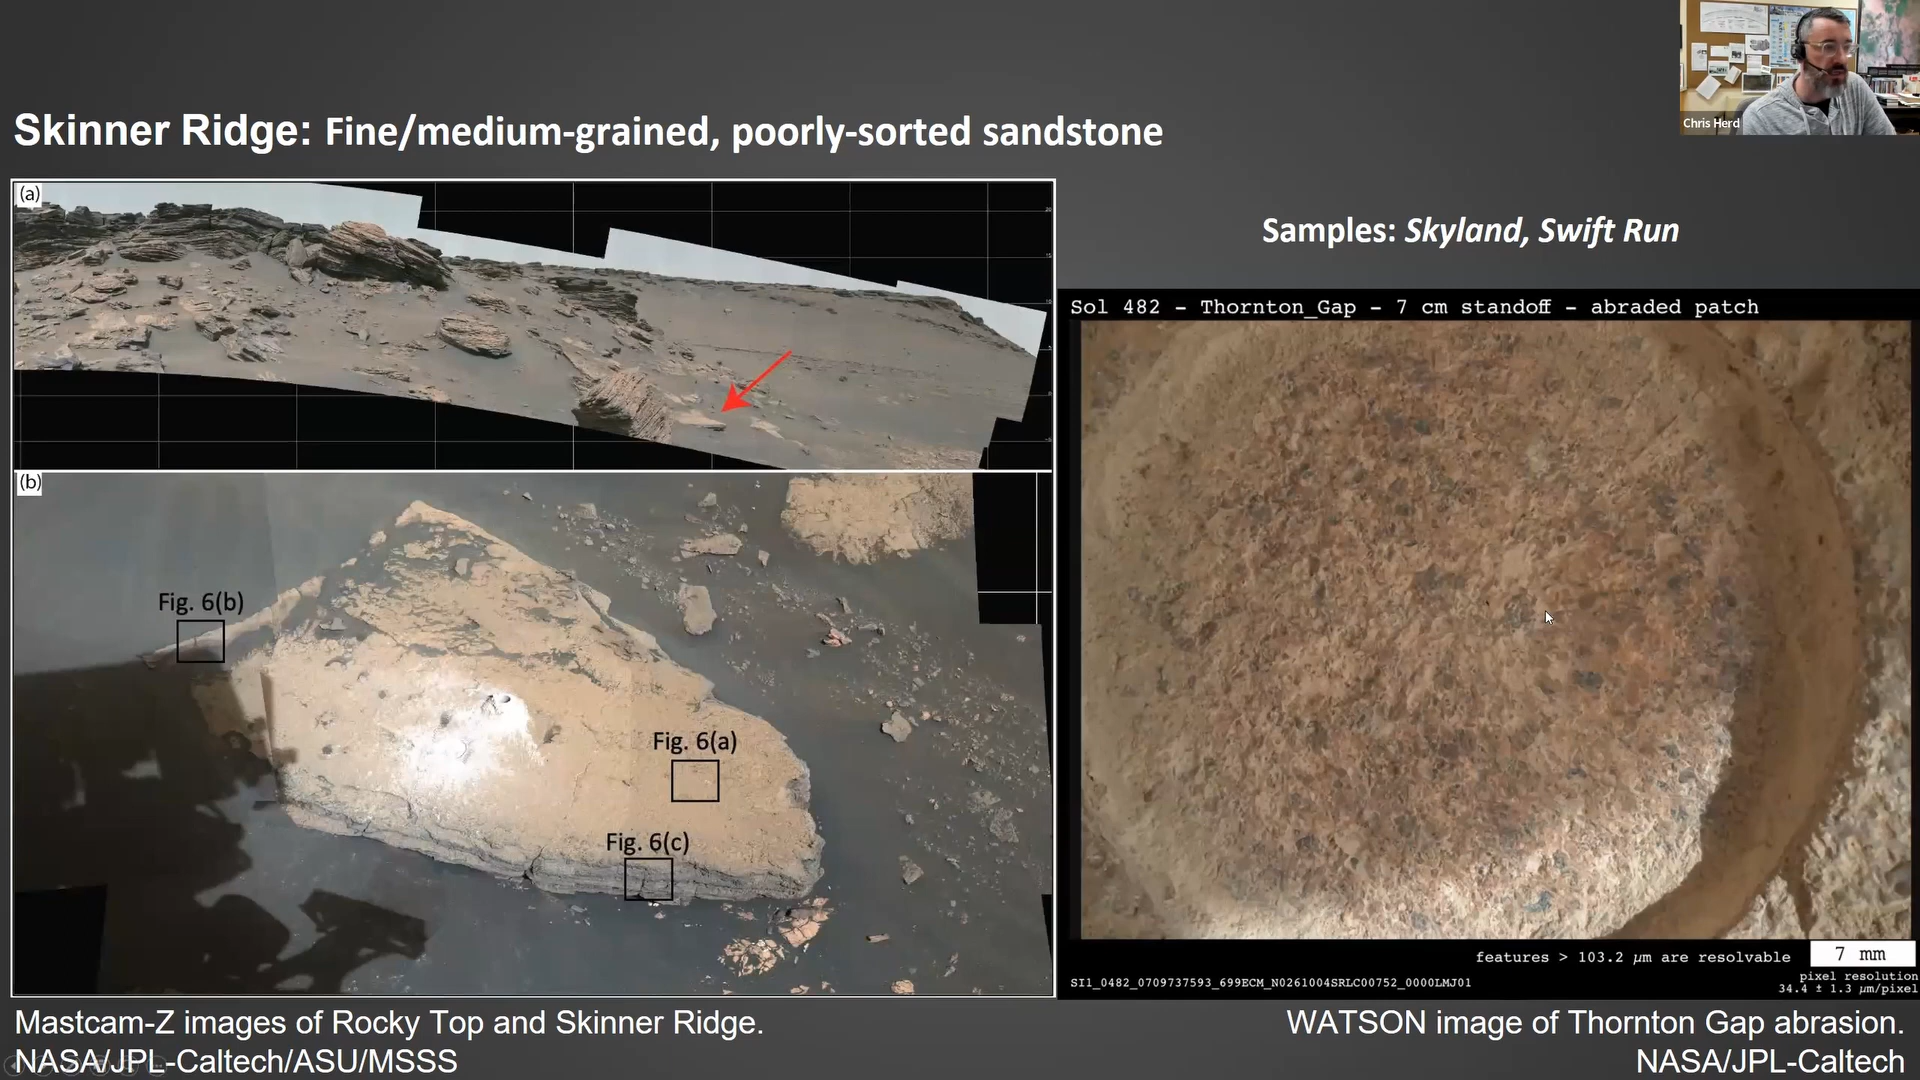 Chris Herd
Skinner Ridge: Fine/medium-grained, poorly-sorted sandstone
(a)
Samples: Skyland, Swift Run
Sol 482 - Thornton_Gap - 7 cm standoff - abraded patch
(b)
Fig. 6(b)
Fig. 6(a)
Fig. 6(c)
features > 103.2 µm are resolvable
7 mm
pixel resolution
34.4 ± 1.3 µm/pixel
SI1_0482_0709737593_699ECM_N0261004SRLC00752_0000LMJ01
Mastcam-Z images of Rocky Top and Skinner Ridge.
NASA/JPL-Caltech/ASU/MSSS
WATSON image of Thornton Gap abrasion.
NASA/JPL-Caltech